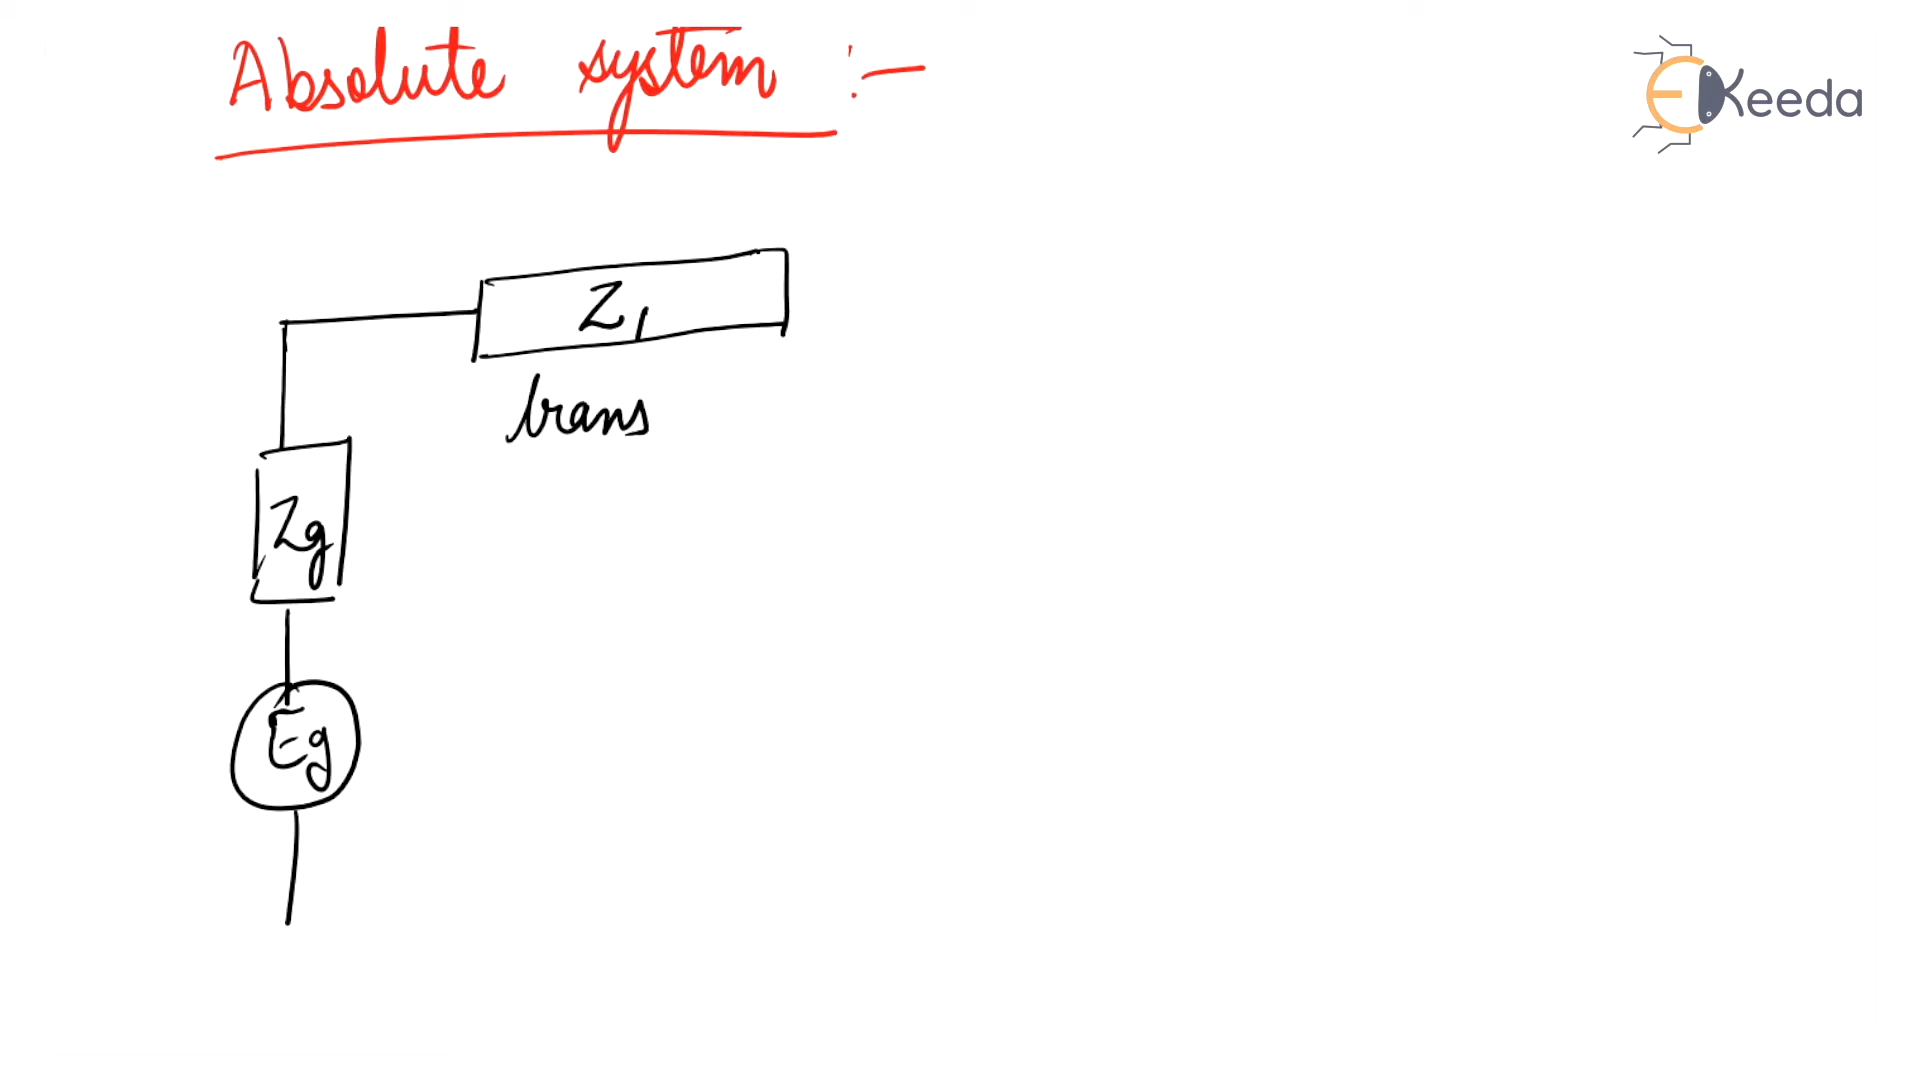 Absolute system :-
EKeeda
Z1
trans
Zg
Eg